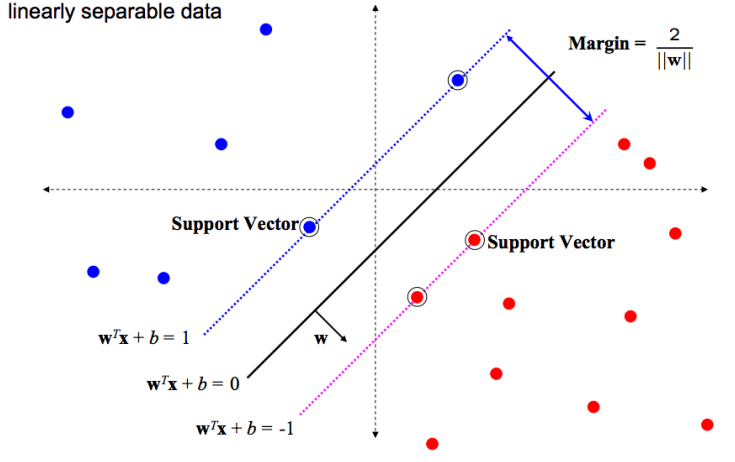 linearly separable data
Margin = 2
||w||
Support Vector
Support Vector
w
wᵀx + b = 1
wᵀx + b = 0
wᵀx + b = -1